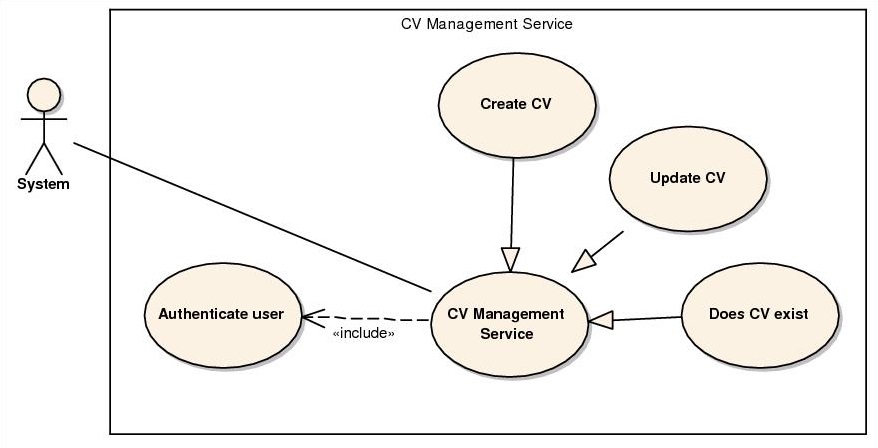 CV Management Service
Create CV
Update CV
System
Authenticate user
«include»
CV Management
Service
Does CV exist